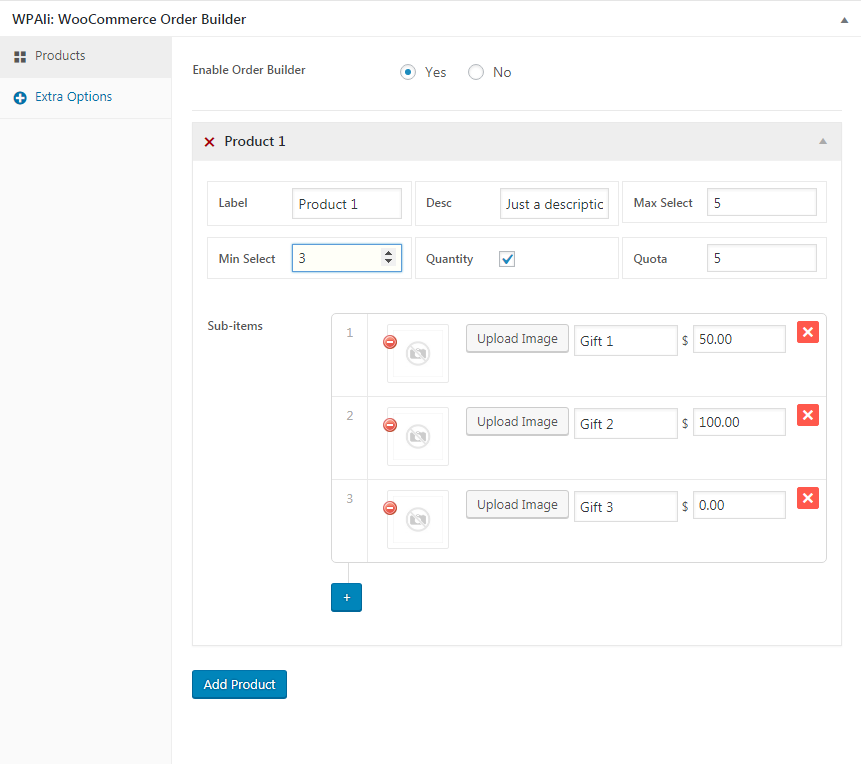 WPAli: WooCommerce Order Builder
Products
Extra Options
Enable Order Builder Yes No
Product 1
Label Product 1 Desc Just a descriptic Max Select 5
Min Select 3 Quantity Quota 5
Sub-items
1 Upload Image Gift 1 $ 50.00
2 Upload Image Gift 2 $ 100.00
3 Upload Image Gift 3 $ 0.00
+
Add Product